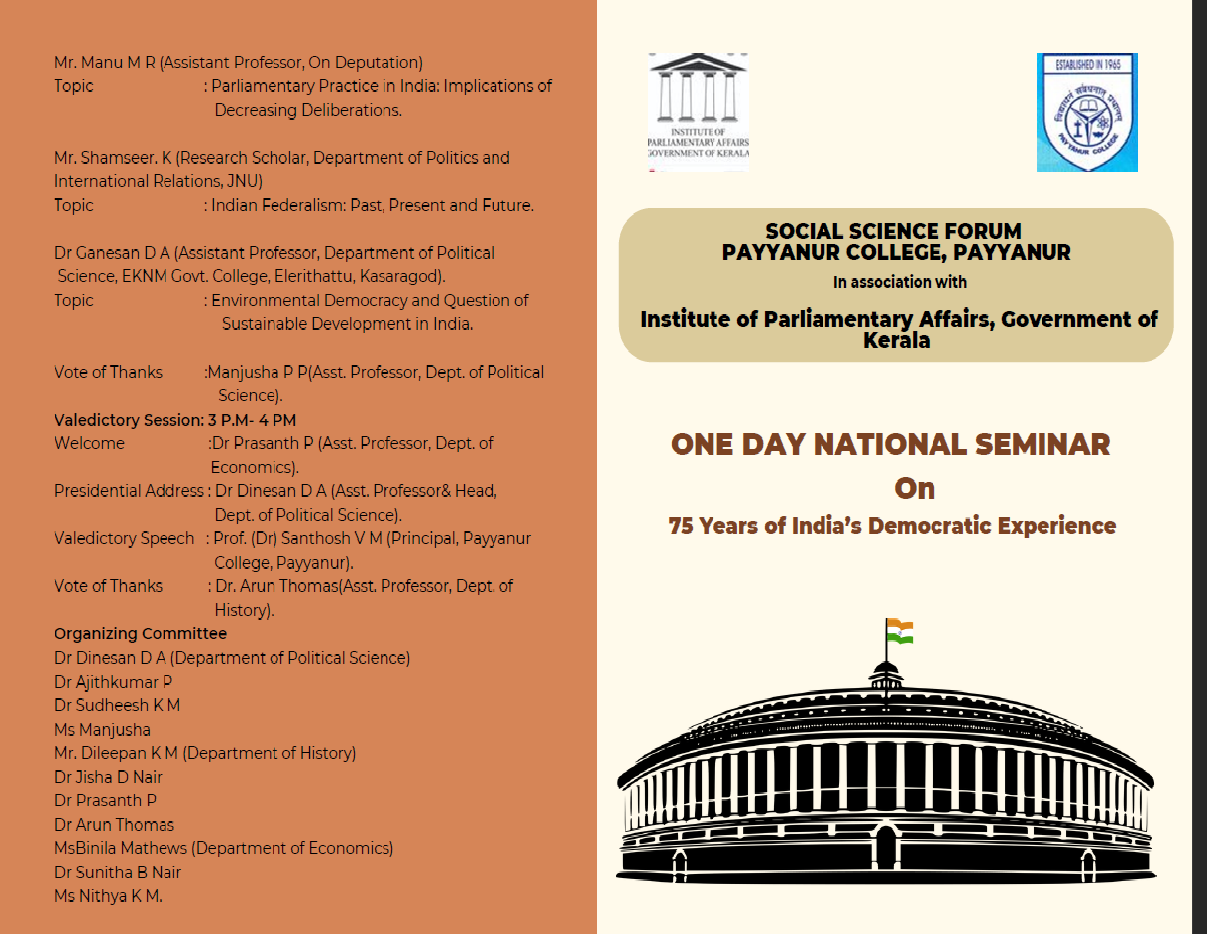 Mr. Manu M R (Assistant Professor, On Deputation)
Topic : Parliamentary Practice in India: Implications of
Decreasing Deliberations.
Mr. Shamseer. K (Research Scholar, Department of Politics and
International Relations, JNU)
Topic : Indian Federalism: Past, Present and Future.
Dr Ganesan D A (Assistant Professor, Department of Political
Science, EKNM Govt. College, Elerithattu, Kasaragod).
Topic : Environmental Democracy and Question of
Sustainable Development in India.
Vote of Thanks :Manjusha P P(Asst. Professor, Dept. of Political
Science).
Valedictory Session: 3 P.M- 4 PM
Welcome :Dr Prasanth P (Asst. Professor, Dept. of
Economics).
Presidential Address : Dr Dinesan D A (Asst. Professor& Head,
Dept. of Political Science).
Valedictory Speech : Prof. (Dr) Santhosh V M (Principal, Payyanur
College, Payyanur).
Vote of Thanks : Dr. Arun Thomas(Asst. Professor, Dept. of
History).
Organizing Committee
Dr Dinesan D A (Department of Political Science)
Dr Ajithkumar P
Dr Sudheesh K M
Ms Manjusha
Mr. Dileepan K M (Department of History)
Dr Jisha D Nair
Dr Prasanth P
Dr Arun Thomas
MsBinila Mathews (Department of Economics)
Dr Sunitha B Nair
Ms Nithya K M.
INSTITUTE OF
PARLIAMENTARY AFFAIRS
GOVERNMENT OF KERALA
ESTABLISHED IN 1965
PAYYANUR COLLEGE
SOCIAL SCIENCE FORUM
PAYYANUR COLLEGE, PAYYANUR
In association with
Institute of Parliamentary Affairs, Government of
Kerala
ONE DAY NATIONAL SEMINAR
On
75 Years of India’s Democratic Experience